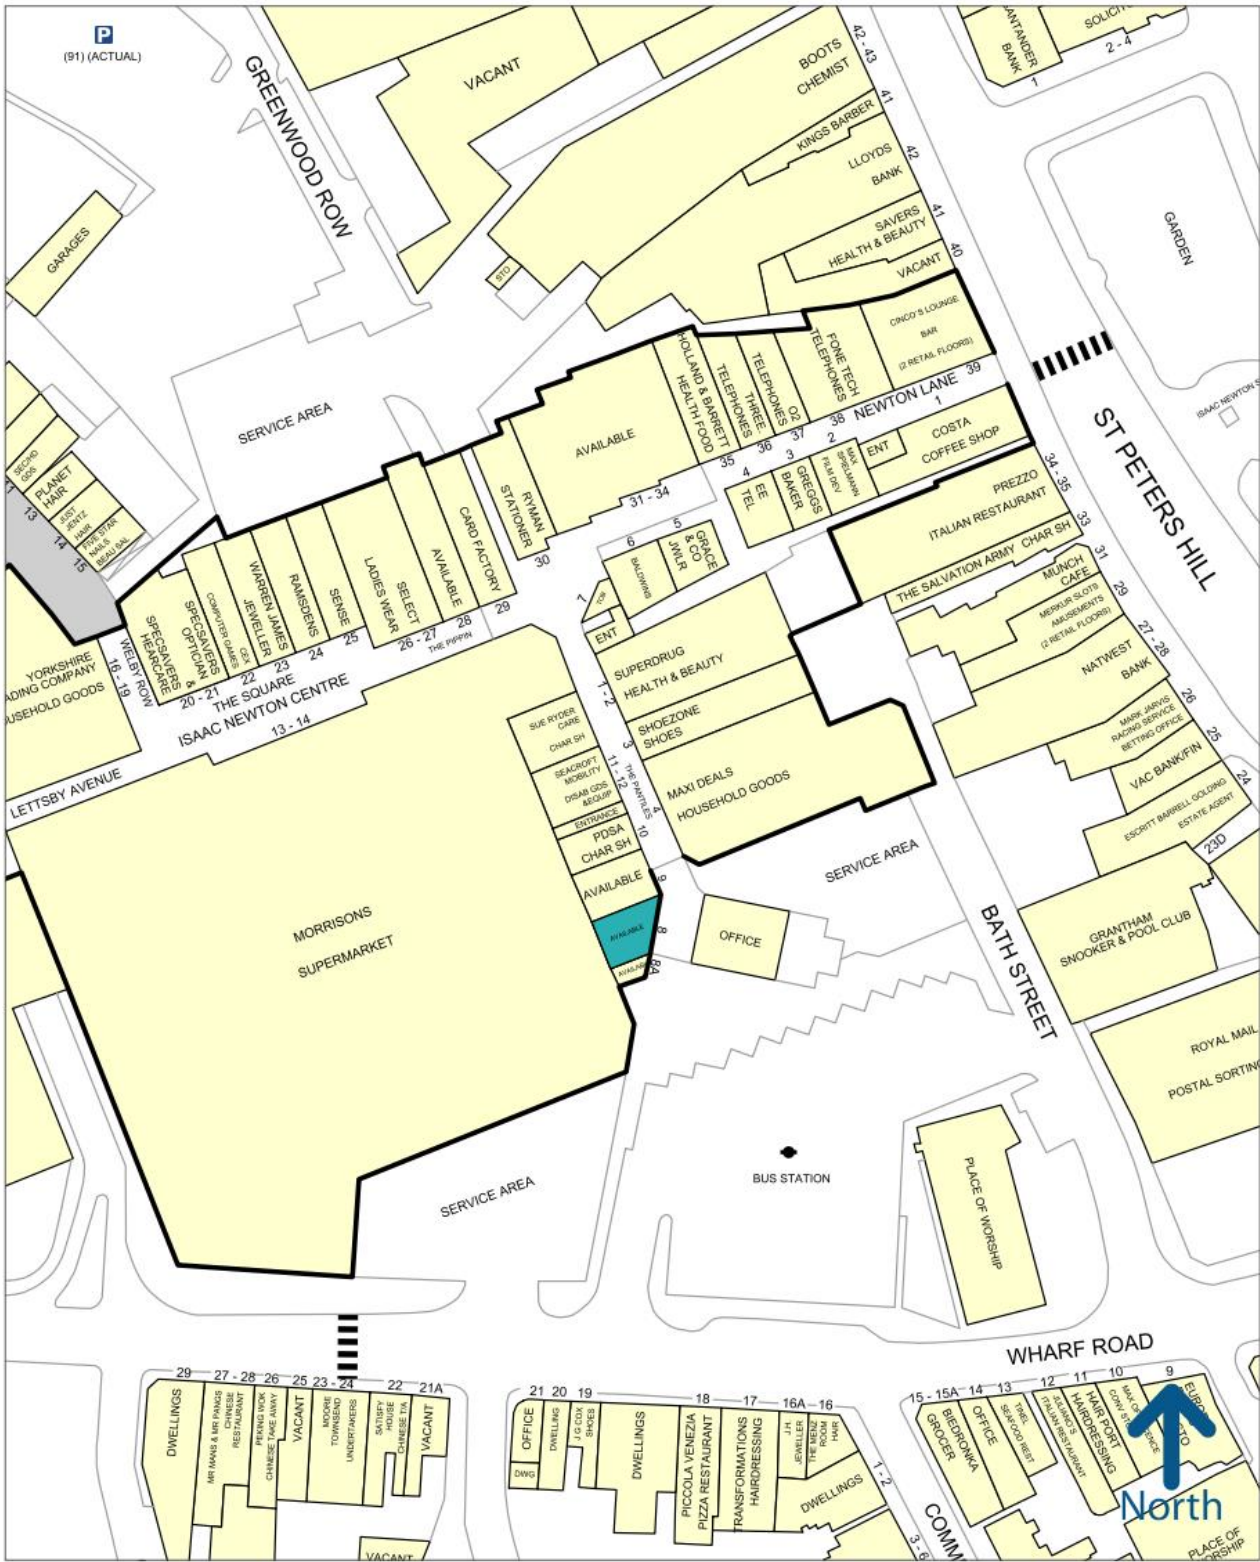 P
(91) (ACTUAL)
GREENWOOD ROW
VACANT
BOOTS
CHEMIST
42 - 43
SANTANDER
BANK
1
2 - 4
41
KINGS BARBER
LLOYDS
BANK
42
SAVERS
HEALTH & BEAUTY
41
VACANT
40
GARDEN
GARAGES
STO
CINCO'S LOUNGE
BAR
(2 RETAIL FLOORS)
39
FONE TECH
TELEPHONES
38
NEWTON LANE
O2
TELEPHONES
37
THREE
TELEPHONES
36
HOLLAND & BARRETT
HEALTH FOOD
35
SERVICE AREA
AVAILABLE
31 - 34
RYMAN
STATIONER
30
COSTA
COFFEE SHOP
1
ENT
MAX
SPIELMANN
FILM DEV
2
GREGGS
BAKER
3
EE
TEL
4
ST PETERS HILL
PREZZO
ITALIAN RESTAURANT
34 - 35
THE SALVATION ARMY CHAR SH
33
MUNCH
CAFE
31
MERKUR SLOTS
AMUSEMENTS
(2 RETAIL FLOORS)
29
NATWEST
BANK
27 - 28
MARK JARVIS
RACING SERVICE
BETTING OFFICE
26
VAC BANK/FIN
25
ESCRITT BARRELL GOLDING
ESTATE AGENT
24
23D
SEC/HD
GDS
11
PLANET
HAIR
13
JUST
JENTZ
HAIR
14
FIVE STAR
NAILS
BEAU SAL
15
CARD FACTORY
29
AVAILABLE
28
SELECT
LADIES WEAR
26 - 27
THE PIPPIN
SENSE
25
RAMSDENS
24
WARREN JAMES
JEWELLER
23
CEX
COMPUTER GAMES
22
SPECSAVERS
OPTICIAN
&
SPECSAVERS
HEARCARE
20 - 21
THE SQUARE
ISAAC NEWTON CENTRE
13 - 14
WELBY ROW
16 - 19
YORKSHIRE
LETTSBY AVENUE
GRACE
& CO
JWLR
5
BALDWINS
6
7
ENT
SUPERDRUG
HEALTH & BEAUTY
1 - 2
SHOEZONE
SHOES
3
MAXI DEALS
HOUSEHOLD GOODS
4
THE PANTILES
SUE RYDER
CARE
CHAR SH
SEACROFT
MOBILITY
DISAB GDS
&EQUIP
11 - 12
ENTRANCE
PDSA
CHAR SH
10
AVAILABLE
9
AVAILABLE
8
8A
MORRISONS
SUPERMARKET
OFFICE
SERVICE AREA
BATH STREET
GRANTHAM
SNOOKER & POOL CLUB
ROYAL MAIL
SERVICE AREA
BUS STATION
PLACE OF WORSHIP
WHARF ROAD
29
DWELLINGS
27 - 28
MR MANS & MR PANGS
CHINESE
RESTAURANT
26
PEKING WOK
CHINESE TAKE AWAY
25
VACANT
23 - 24
MOORE
TOWNSEND
UNDERTAKERS
22
SATISFY
HOUSE
CHINESE T/A
21A
VACANT
VACANT
21
OFFICE
DWG
20
DWELLING
19
J G COX
SHOES
DWELLINGS
18
PICCOLA VENEZIA
PIZZA RESTAURANT
17
TRANSFORMATIONS
HAIRDRESSING
16A
J.H.
JEWELLER
16
THE MENZ
ROOM
HAIR
DWELLINGS
1 - 2
15 - 15A
BIEDRONKA
GROCER
14
OFFICE
13
SEAFOOD REST
12
ITALIAN RESTAURANT
11
HAIR PORT
HAIRDRESSING
10
9
North
PLACE OF